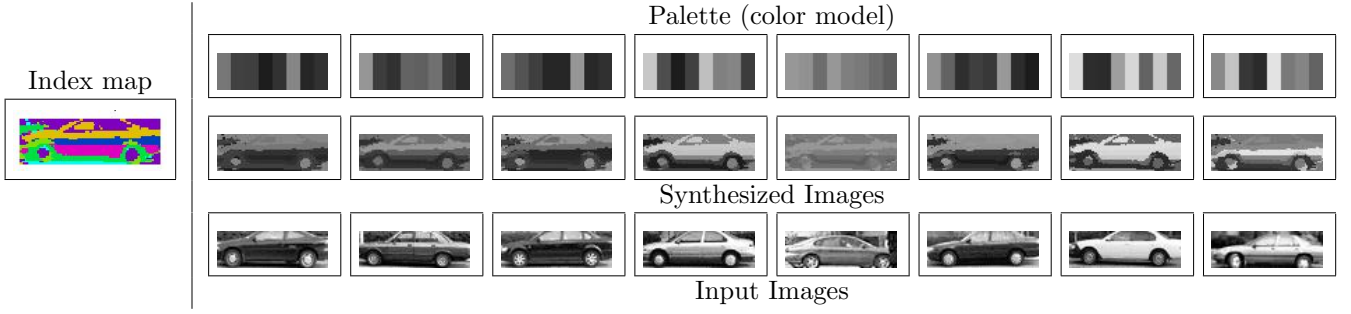 Palette (color model)
Index map
Synthesized Images
Input Images